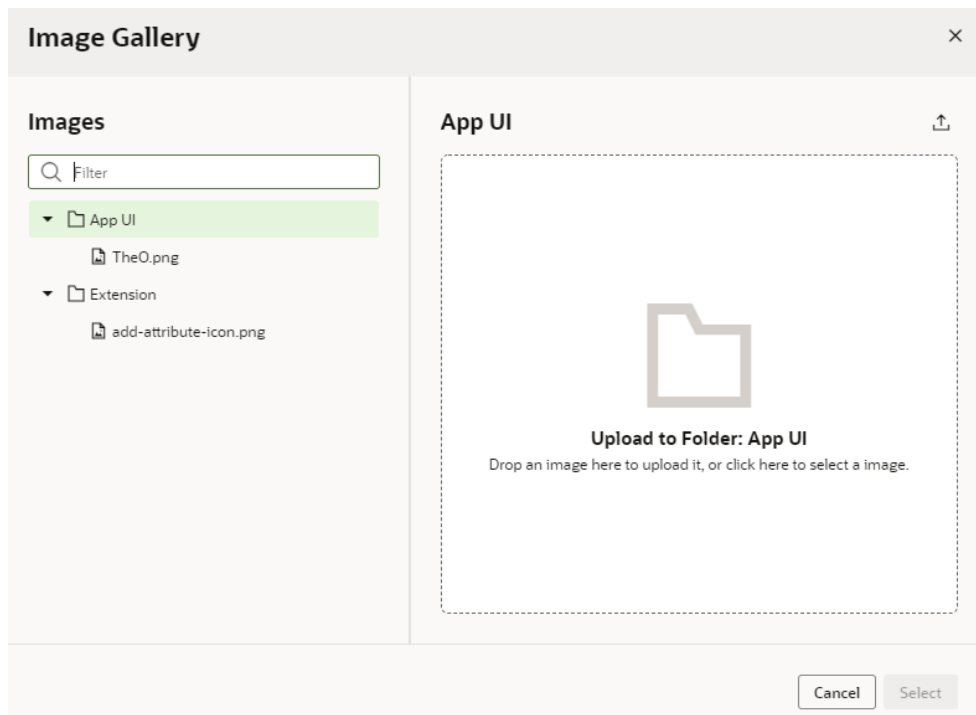 Image Gallery
Images
Filter
App UI
TheO.png
Extension
add-attribute-icon.png
App UI
Upload to Folder: App UI
Drop an image here to upload it, or click here to select a image.
Cancel
Select